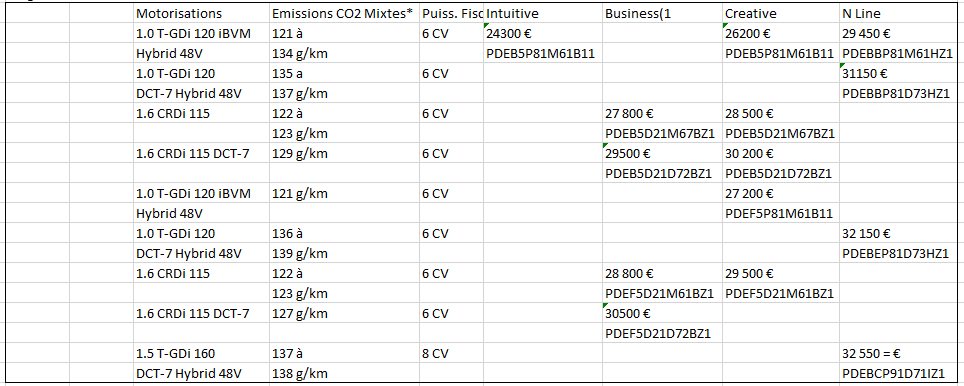 Motorisations Emissions CO2 Mixtes* Puiss. Fisc Intuitive Business(1 Creative N Line
1.0 T-GDi 120 iBVM 121 à 6 CV 24300 € 26200 € 29 450 €
Hybrid 48V 134 g/km PDEB5P81M61B11 PDEB5P81M61B11 PDEBBP81M61HZ1
1.0 T-GDi 120 135 a 6 CV 31150 €
DCT-7 Hybrid 48V 137 g/km PDEBBP81D73HZ1
1.6 CRDi 115 122 à 6 CV 27 800 € 28 500 €
123 g/km PDEB5D21M67BZ1 PDEB5D21M67BZ1
1.6 CRDi 115 DCT-7 129 g/km 6 CV 29500 € 30 200 €
PDEB5D21D72BZ1 PDEB5D21D72BZ1
1.0 T-GDi 120 iBVM 121 g/km 6 CV 27 200 €
Hybrid 48V PDEF5P81M61B11
1.0 T-GDi 120 136 à 6 CV 32 150 €
DCT-7 Hybrid 48V 139 g/km PDEBEP81D73HZ1
1.6 CRDi 115 122 à 6 CV 28 800 € 29 500 €
123 g/km PDEF5D21M61BZ1 PDEF5D21M61BZ1
1.6 CRDi 115 DCT-7 127 g/km 6 CV 30500 €
PDEF5D21D72BZ1
1.5 T-GDi 160 137 à 8 CV 32 550 = €
DCT-7 Hybrid 48V 138 g/km PDEBCP91D71IZ1